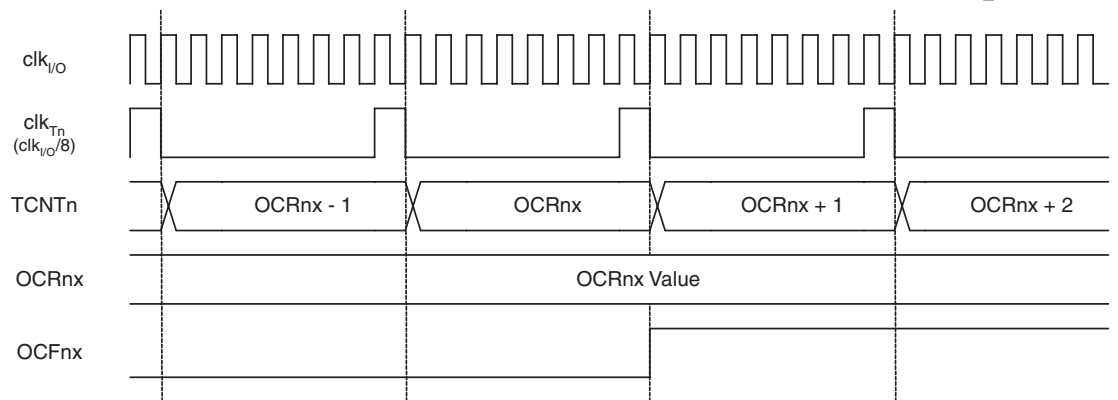 clkI/O
clkTn
(clkI/O/8)
TCNTn OCRnx - 1 OCRnx OCRnx + 1 OCRnx + 2
OCRnx OCRnx Value
OCFnx